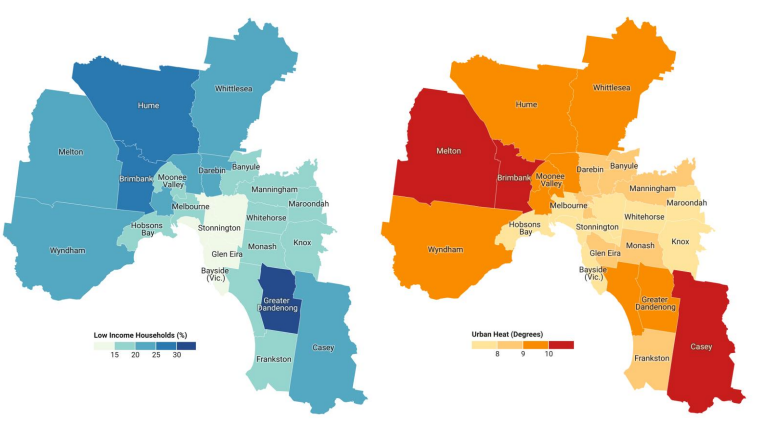 Whittlesea
Hume
Melton
Brimbank
Moonee
Valley
Darebin
Banyule
Manningham
Maroondah
Melbourne
Whitehorse
Hobsons
Bay
Stonnington
Wyndham
Monash
Knox
Glen Eira
Bayside
(Vic.)
Greater
Dandenong
Casey
Frankston
Low Income Households (%)
15 20 25 30
Whittlesea
Hume
Melton
Brimbank
Moonee
Valley
Darebin
Banyule
Manningham
Maroondah
Melbourne
Whitehorse
Hobsons
Bay
Stonnington
Wyndham
Monash
Knox
Glen Eira
Bayside
(Vic.)
Greater
Dandenong
Casey
Frankston
Urban Heat (Degrees)
8 9 10